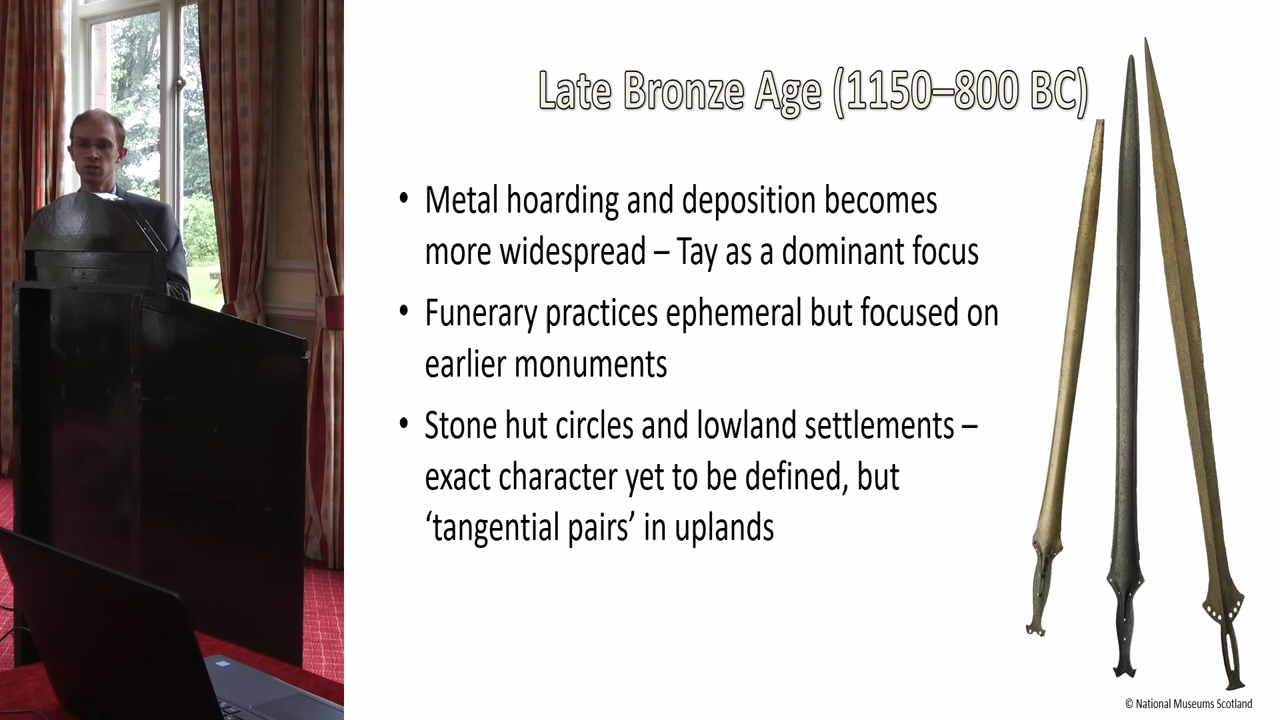 Late Bronze Age (1150–800 BC)
• Metal hoarding and deposition becomes
more widespread – Tay as a dominant focus
• Funerary practices ephemeral but focused on
earlier monuments
• Stone hut circles and lowland settlements –
exact character yet to be defined, but
‘tangential pairs’ in uplands
© National Museums Scotland